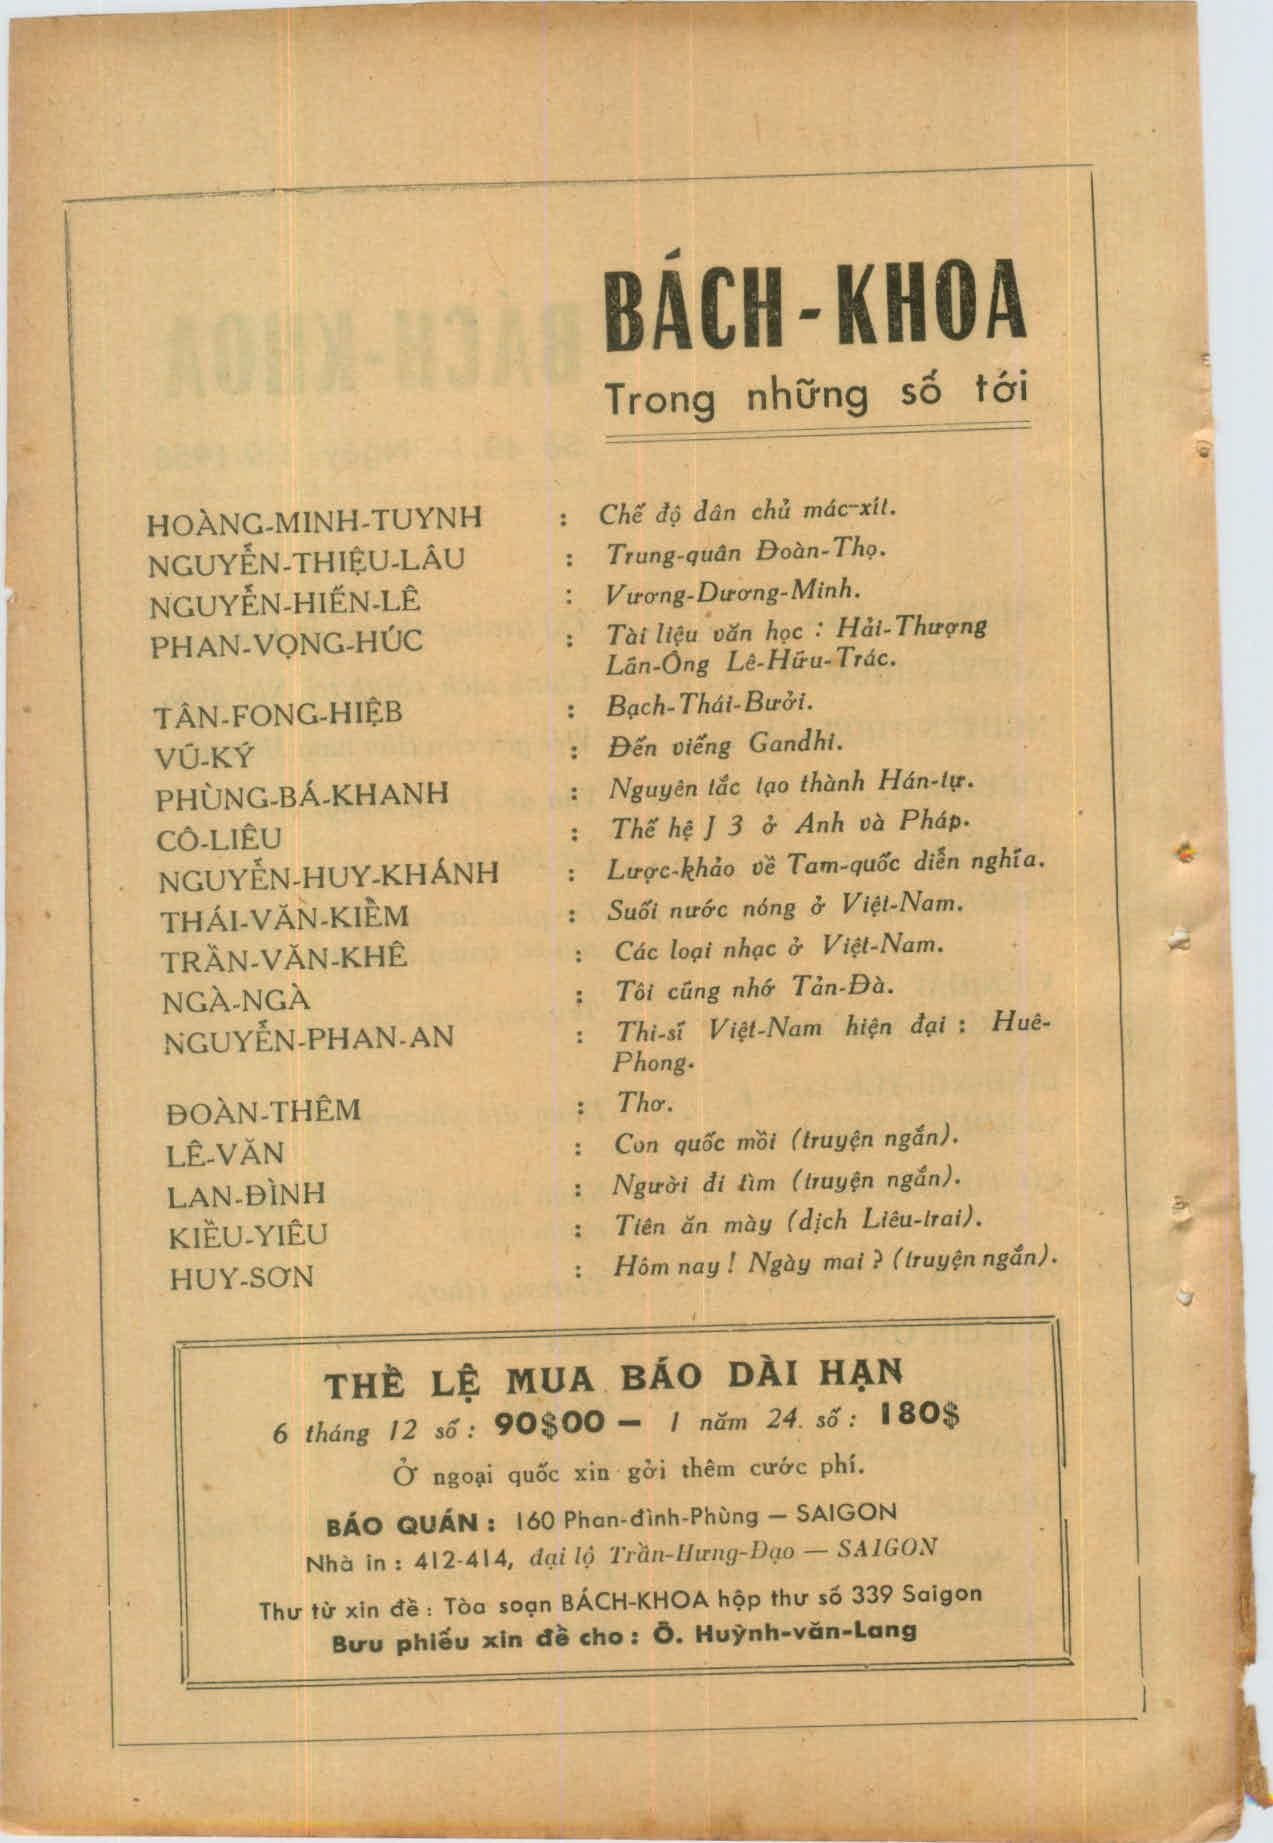 BÁCH-KHOA
Trong những số tới
HOÀNG-MINH-TUYNH : Chế độ dân chủ mác-xít.
NGUYỄN-THIỆU-LÂU : Trung-quân Đoàn-Thọ.
NGUYỄN-HIẾN-LÊ : Vương-Dương-Minh.
PHAN-VỌNG-HÚC : Tài liệu văn học : Hải-Thượng
Lãn-Ông Lê-Hữu-Trác.
TÂN-FONG-HIỆB : Bạch-Thái-Bưởi.
VŨ-KÝ : Đến viếng Gandhi.
PHÙNG-BÁ-KHANH : Nguyên tắc tạo thành Hán-tự.
CÔ-LIÊU : Thế hệ J 3 ở Anh và Pháp.
NGUYỄN-HUY-KHÁNH : Lược-khảo về Tam-quốc diễn nghĩa.
THÁI-VĂN-KIỂM : Suối nước nóng ở Việt-Nam.
TRẦN-VĂN-KHÊ : Các loại nhạc ở Việt-Nam.
NGÀ-NGÀ : Tôi cũng nhớ Tản-Đà.
NGUYỄN-PHAN-AN : Thi-sĩ Việt-Nam hiện đại : Huê-
Phong.
ĐOÀN-THÊM : Thơ.
LÊ-VĂN : Con quốc mồi (truyện ngắn).
LAN-ĐÌNH : Người đi tìm (truyện ngắn).
KIỀU-YIÊU : Tiên ăn mày (dịch Liêu-trai).
HUY-SƠN : Hôm nay ! Ngày mai ? (truyện ngắn).
THỂ LỆ MUA BÁO DÀI HẠN
6 tháng 12 số : 90$00 — 1 năm 24. số : 180$
Ở ngoại quốc xin gởi thêm cước phí.
BÁO QUÁN : 160 Phan-đình-Phùng — SAIGON
Nhà in : 412-414, đại lộ Trần-Hưng-Đạo — SAIGON
Thư từ xin đề : Tòa soạn BÁCH-KHOA hộp thư số 339 Saigon
Bưu phiếu xin đề cho : Ô. Huỳnh-văn-Lang